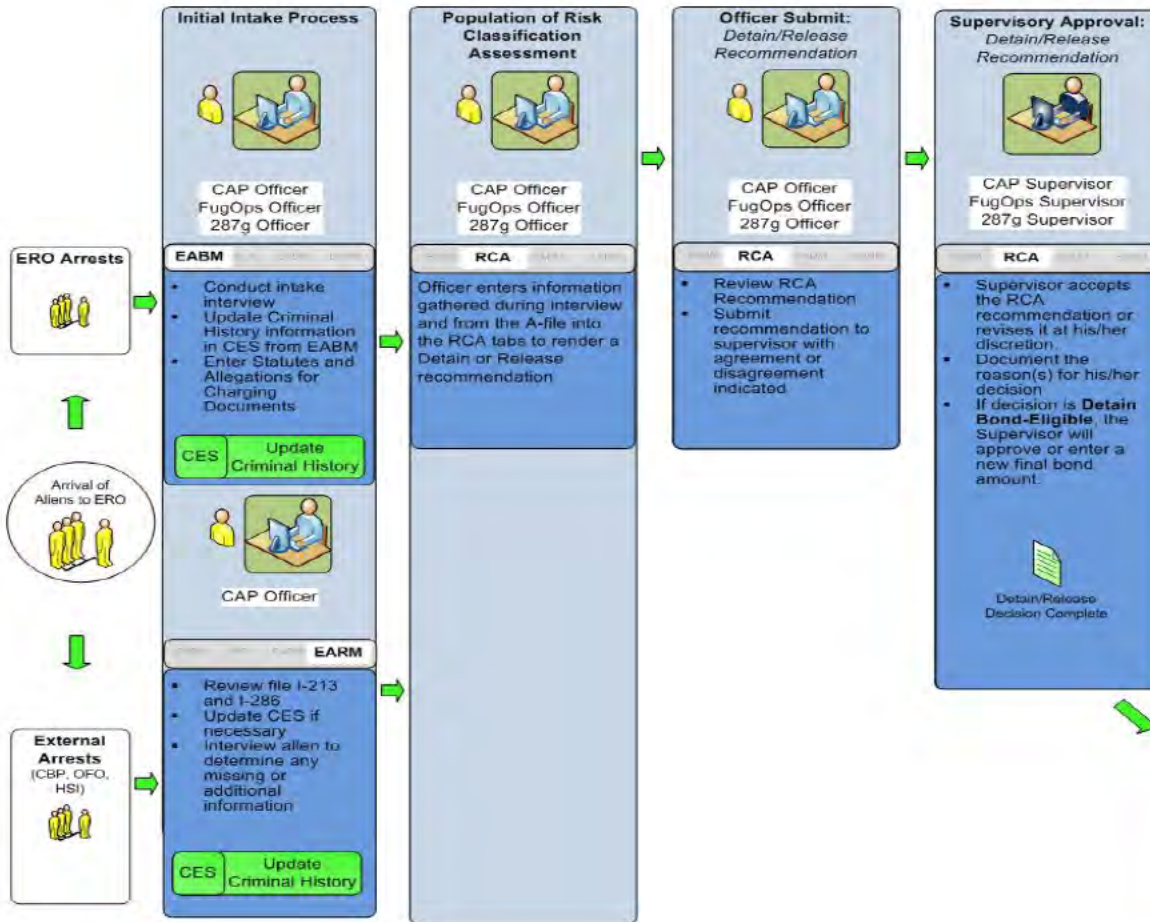 Initial Intake Process
CAP Officer
FugOps Officer
287g Officer
EABM
Conduct intake
interview
Update Criminal
History information
in CES from EABM
Enter Statutes and
Allegations for
Charging
Documents
CES
Update
Criminal History
CAP Officer
EARM
Review file I-213
and I-286
Update CES if
necessary
Interview alien to
determine any
missing or
additional
information
CES
Update
Criminal History
ERO Arrests
Arrival of
Aliens to ERO
External
Arrests
(CBP, OFO,
HSI)
Population of Risk
Classification
Assessment
CAP Officer
FugOps Officer
287g Officer
RCA
Officer enters information
gathered during interview
and from the A-file into
the RCA tabs to render a
Detain or Release
recommendation
Officer Submit:
Detain/Release
Recommendation
CAP Officer
FugOps Officer
287g Officer
RCA
Review RCA
Recommendation
Submit
recommendation to
supervisor with
agreement or
disagreement
indicated
Supervisory Approval:
Detain/Release
Recommendation
CAP Supervisor
FugOps Supervisor
287g Supervisor
RCA
Supervisor accepts
the RCA
recommendation or
revises it at his/her
discretion.
Document the
reason(s) for his/her
decision
If decision is Detain
Bond-Eligible, the
Supervisor will
approve or enter a
new final bond
amount.
Detain/Release
Decision Complete